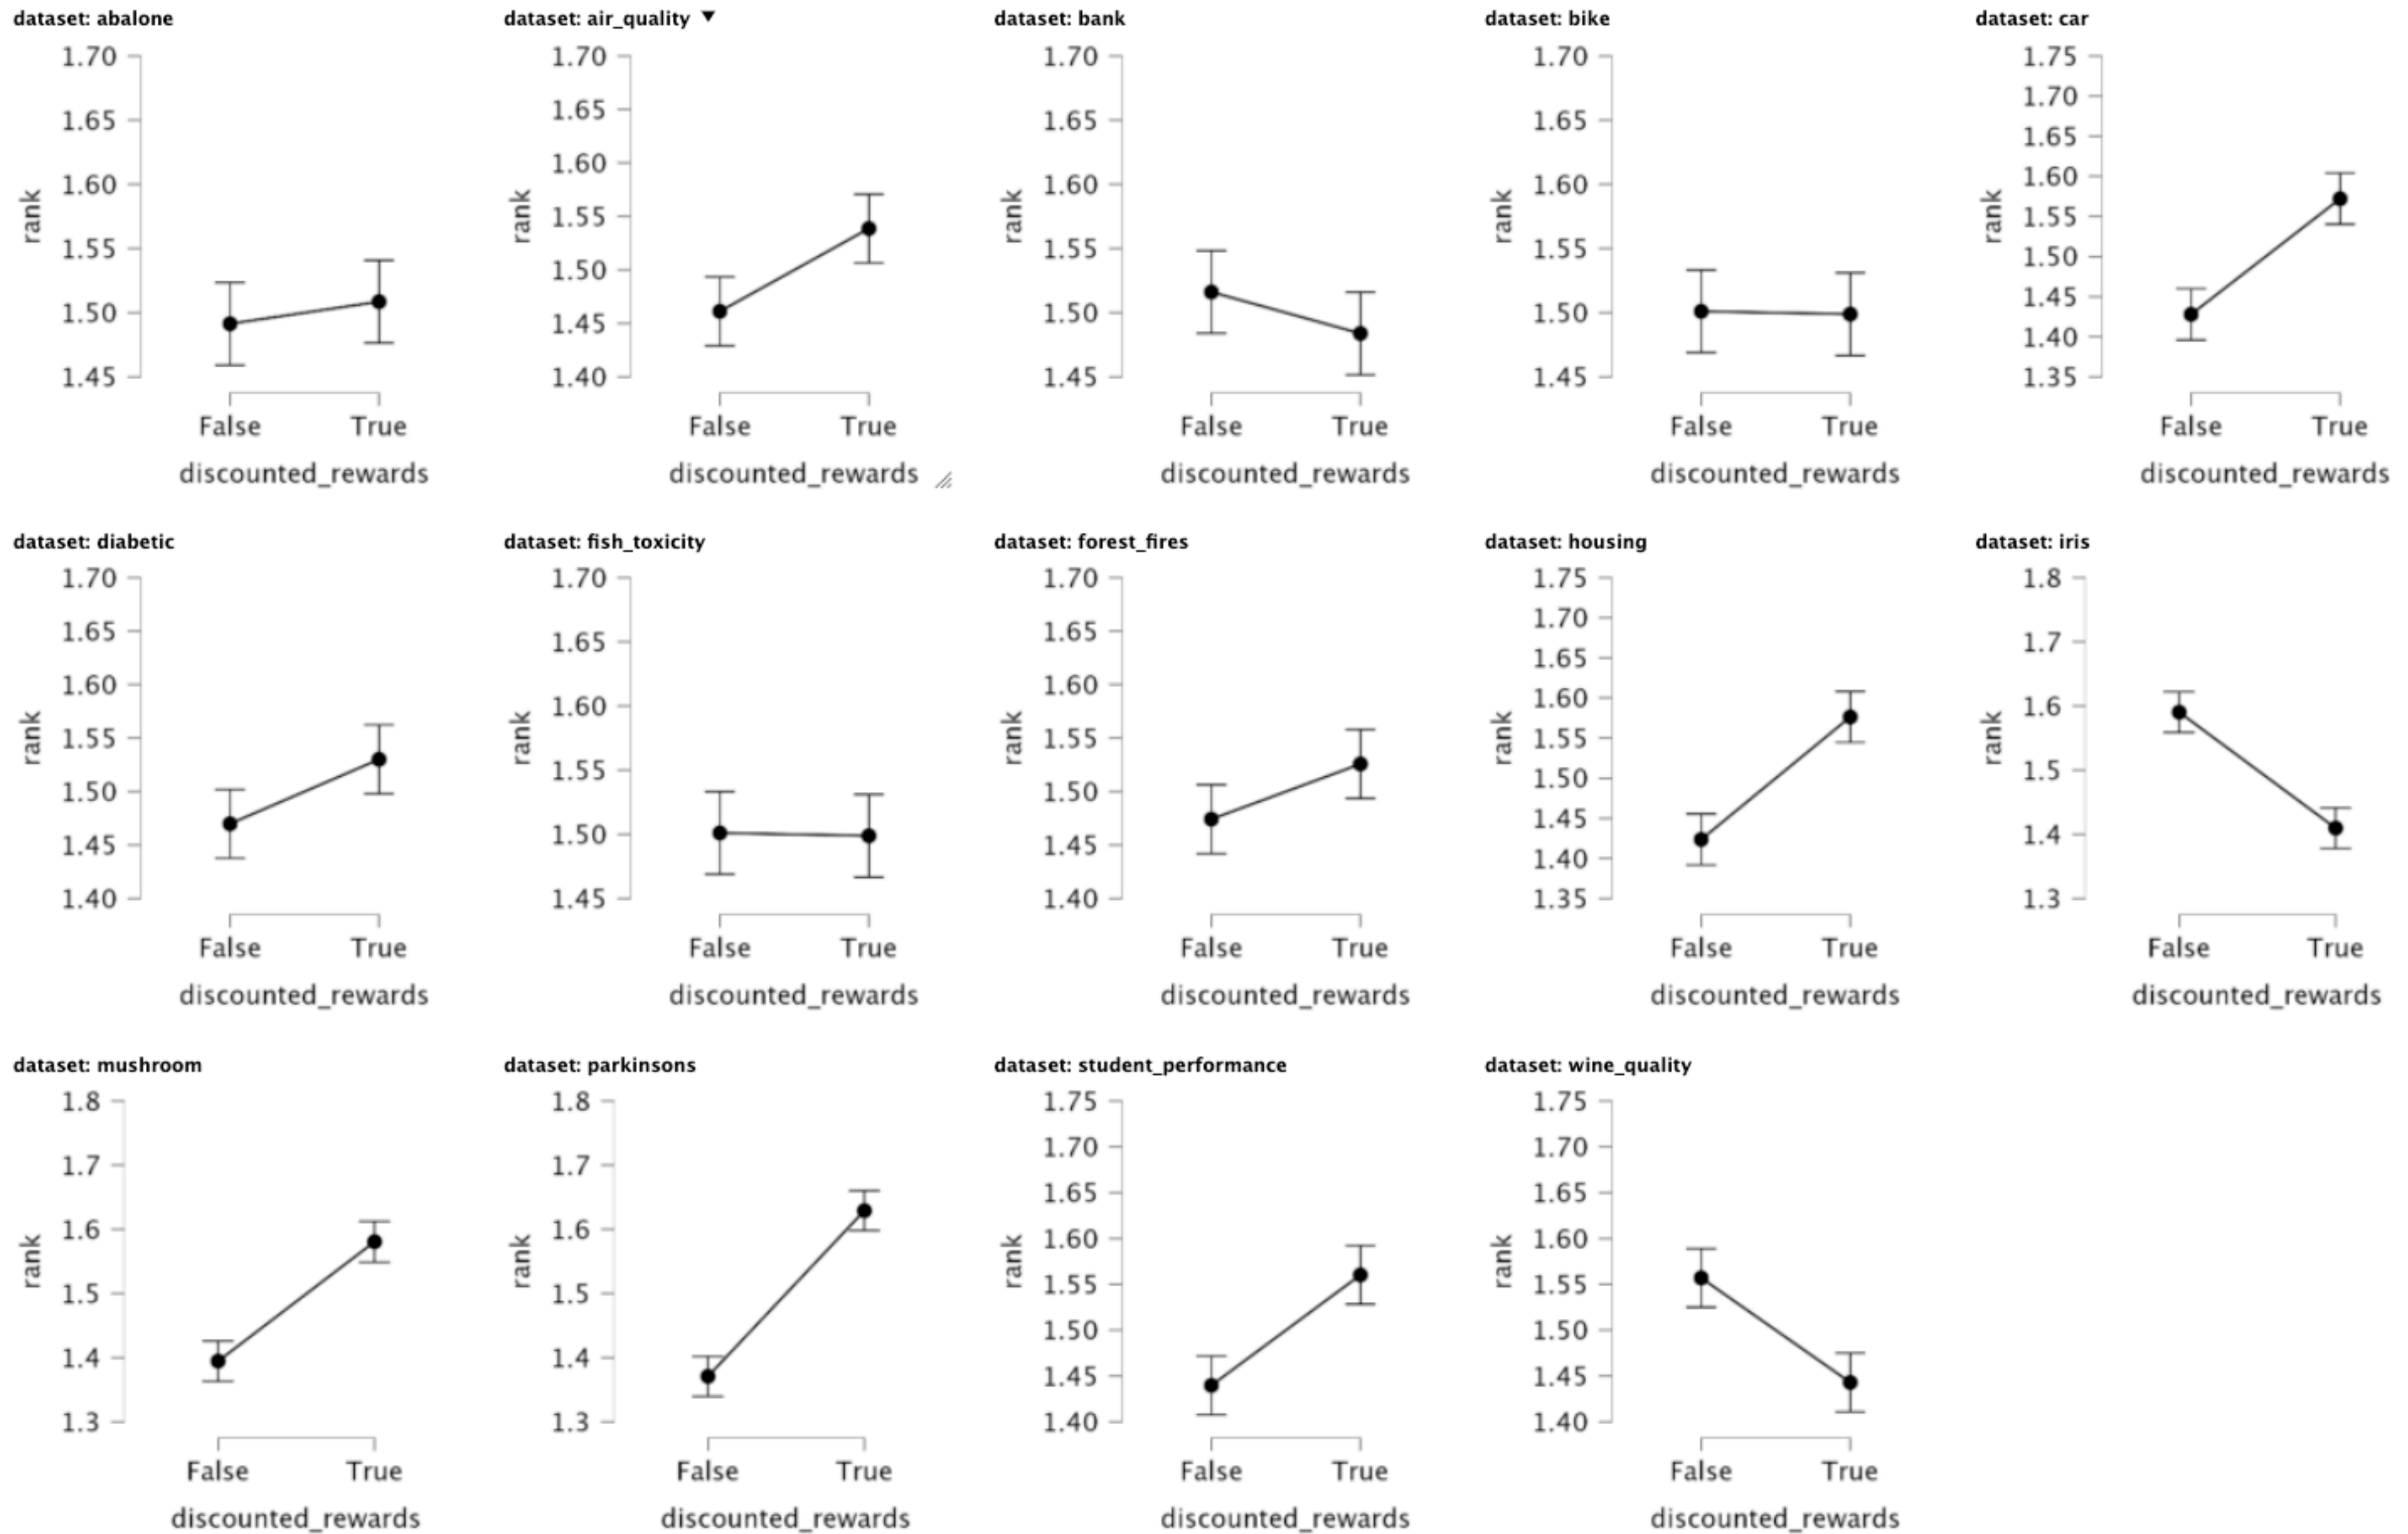 dataset: abalone
1.70
1.65
1.60
1.55
1.50
1.45
rank
False True
discounted_rewards
dataset: air_quality ▼
1.70
1.65
1.60
1.55
1.50
1.45
1.40
rank
False True
discounted_rewards
dataset: bank
1.70
1.65
1.60
1.55
1.50
1.45
rank
False True
discounted_rewards
dataset: bike
1.70
1.65
1.60
1.55
1.50
1.45
rank
False True
discounted_rewards
dataset: car
1.75
1.70
1.65
1.60
1.55
1.50
1.45
1.40
1.35
rank
False True
discounted_rewards
dataset: diabetic
1.70
1.65
1.60
1.55
1.50
1.45
1.40
rank
False True
discounted_rewards
dataset: fish_toxicity
1.70
1.65
1.60
1.55
1.50
1.45
rank
False True
discounted_rewards
dataset: forest_fires
1.70
1.65
1.60
1.55
1.50
1.45
1.40
rank
False True
discounted_rewards
dataset: housing
1.75
1.70
1.65
1.60
1.55
1.50
1.45
1.40
1.35
rank
False True
discounted_rewards
dataset: iris
1.8
1.7
1.6
1.5
1.4
1.3
rank
False True
discounted_rewards
dataset: mushroom
1.8
1.7
1.6
1.5
1.4
1.3
rank
False True
discounted_rewards
dataset: parkinsons
1.8
1.7
1.6
1.5
1.4
1.3
rank
False True
discounted_rewards
dataset: student_performance
1.75
1.70
1.65
1.60
1.55
1.50
1.45
1.40
rank
False True
discounted_rewards
dataset: wine_quality
1.75
1.70
1.65
1.60
1.55
1.50
1.45
1.40
rank
False True
discounted_rewards